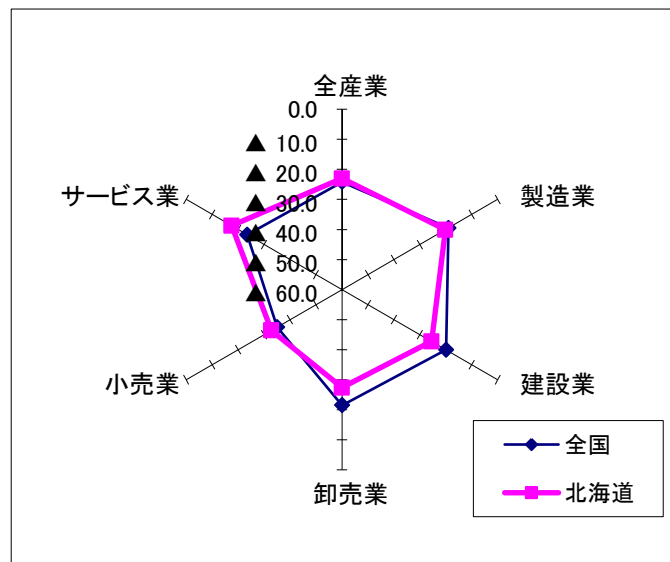 全産業
0.0
▲ 10.0
▲ 20.0
▲ 30.0
▲ 40.0
▲ 50.0
▲ 60.0
製造業
建設業
卸売業
小売業
サービス業
全国
北海道